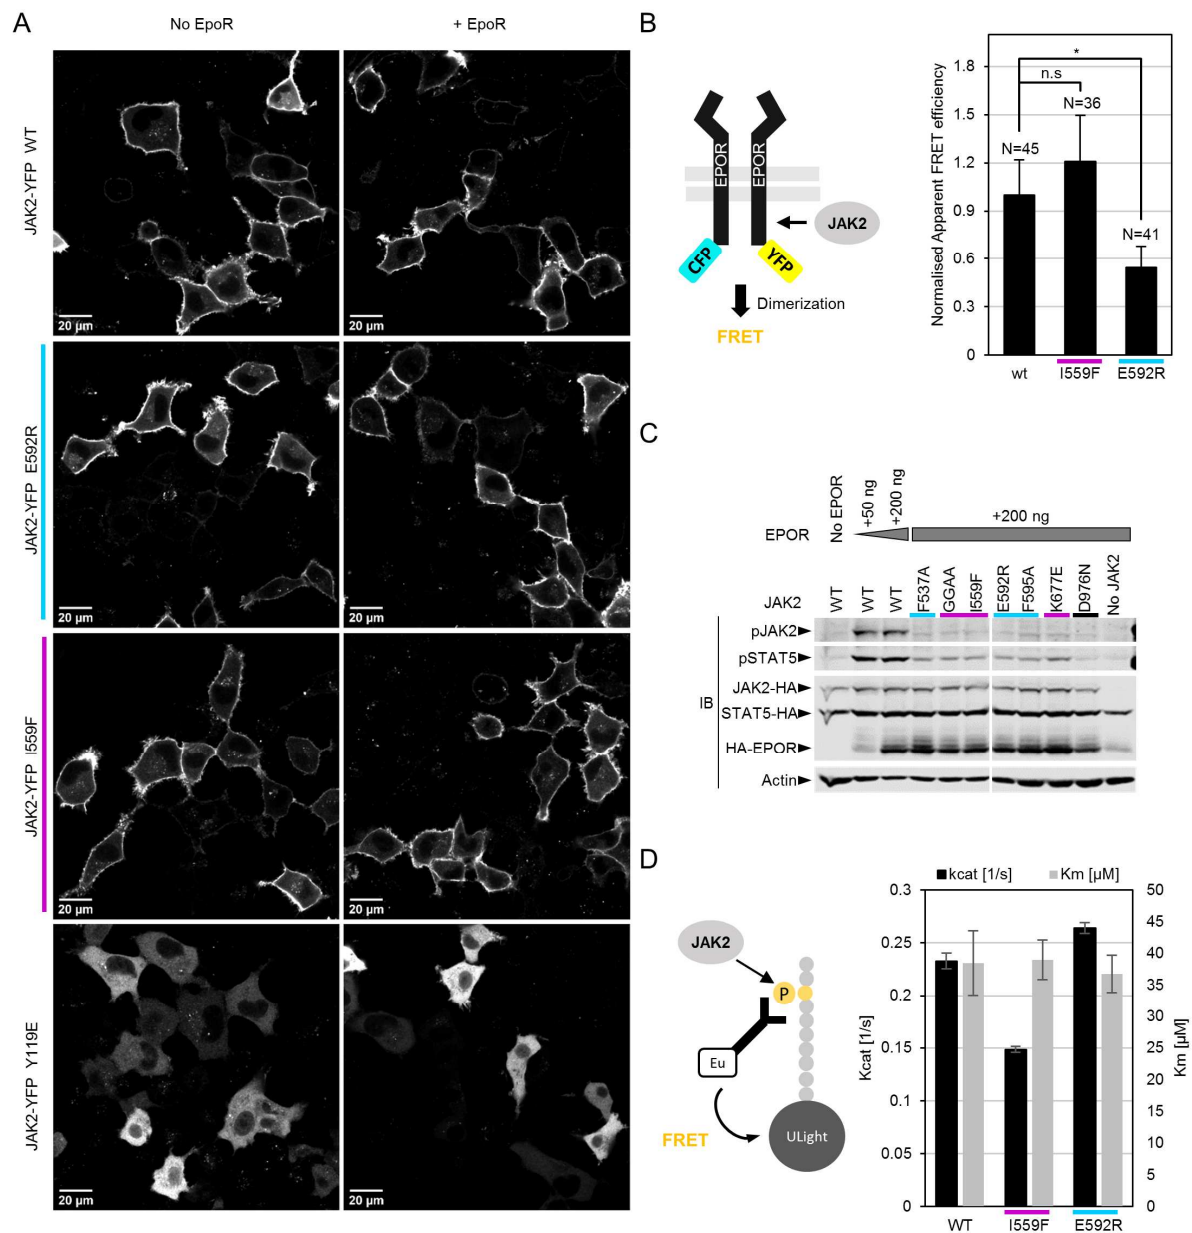 A
No EpoR
+ EpoR
JAK2-YFP WT
20 µm
20 µm
JAK2-YFP E592R
20 µm
20 µm
JAK2-YFP I559F
20 µm
20 µm
JAK2-YFP Y119E
20 µm
20 µm
B
EPOR
EPOR
JAK2
CFP
YFP
Dimerization
FRET
Normalised Apparent FRET efficiency
1.8
1.5
1.2
0.9
0.6
0.3
0
*
n.s
N=45
N=36
N=41
wt
I559F
E592R
C
EPOR
No EPOR
+50 ng
+200 ng
+200 ng
JAK2
WT
WT
WT
F537A
GGAA
I559F
E592R
F595A
K677E
D976N
No JAK2
IB
pJAK2
pSTAT5
JAK2-HA
STAT5-HA
HA-EPOR
Actin
D
JAK2
P
Eu
FRET
ULight
kcat [1/s]
Km [µM]
Kcat [1/s]
0.3
0.25
0.2
0.15
0.1
0.05
0
50
45
40
35
30
25
20
15
10
5
0
Km [µM]
WT
I559F
E592R